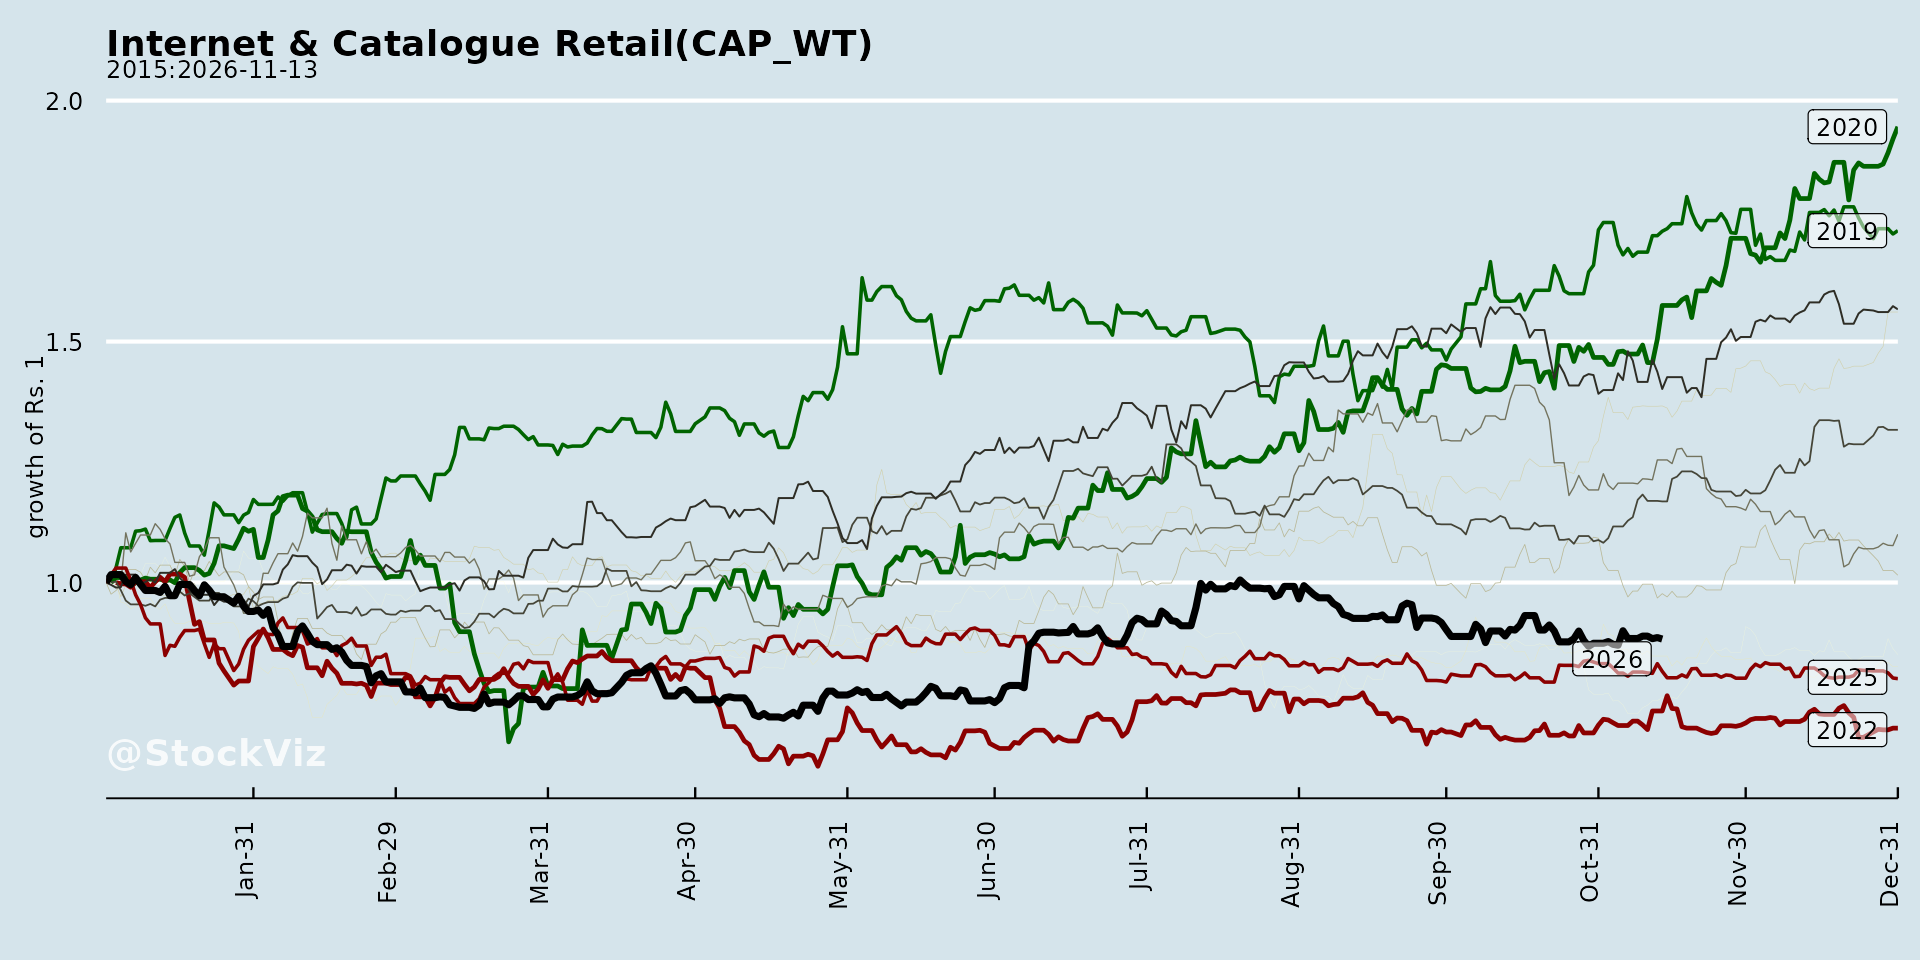 Internet & Catalogue Retail(CAP_WT)
2015:2026-11-13
growth of Rs. 1
2.0
1.5
1.0
2020
2019
2026
2025
2022
@StockViz
Jan-31
Feb-29
Mar-31
Apr-30
May-31
Jun-30
Jul-31
Aug-31
Sep-30
Oct-31
Nov-30
Dec-31